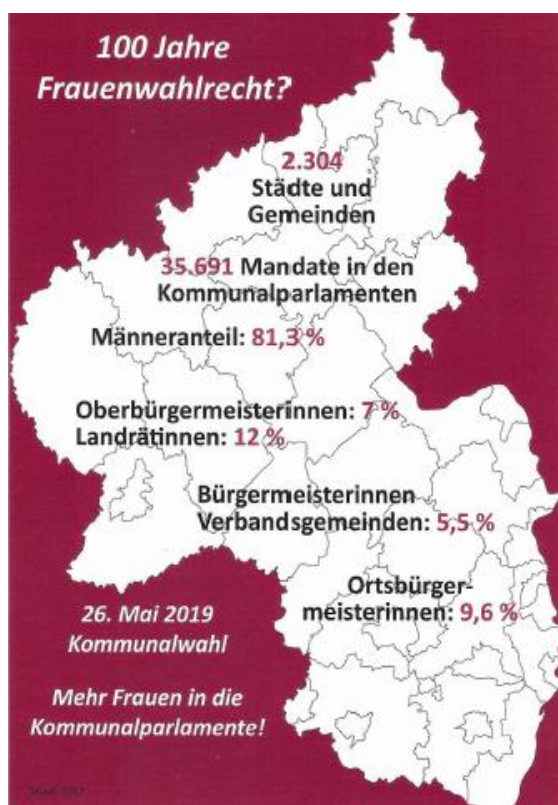 100 Jahre
Frauenwahlrecht?
2.304
Städte und
Gemeinden
35.691 Mandate in den
Kommunalparlamenten
Männeranteil: 81,3 %
Oberbürgermeisterinnen: 7 %
Landrätinnen: 12 %
Bürgermeisterinnen
Verbandsgemeinden: 5,5 %
Ortsbürger-
meisterinnen: 9,6 %
26. Mai 2019
Kommunalwahl
Mehr Frauen in die
Kommunalparlamente!